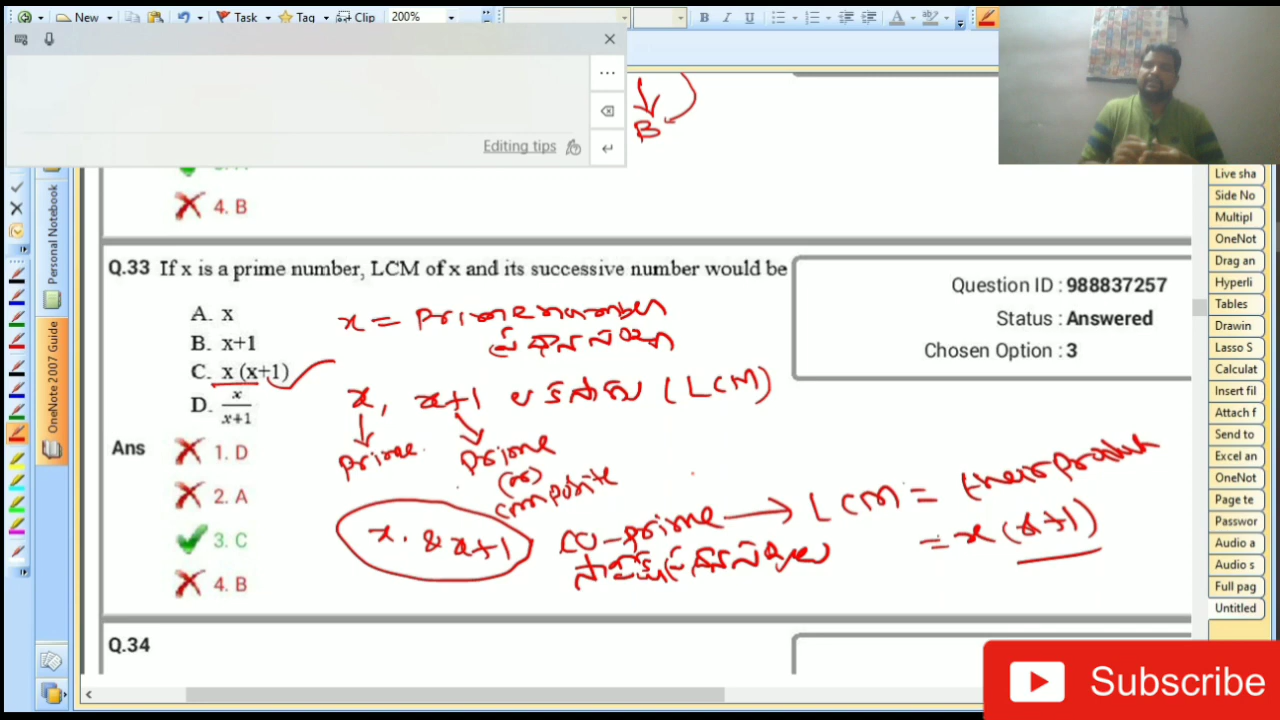 New
Task
Tag
Clip
200%
B I U
Editing tips
B
4. B
Personal Notebook
OneNote 2007 Guide
Q.33 If x is a prime number, LCM of x and its successive number would be
A. x
B. x+1
C. x (x+1)
D. x/x+1
x = Prime number
x, x+1 (LCM)
prime
prime
(or)
composite
x, & x+1
co-prime → LCM = their product
= x(x+1)
Question ID : 988837257
Status : Answered
Chosen Option : 3
Ans
1. D
2. A
3. C
4. B
Q.34
Live sha
Side No
Multipl
OneNot
Drag an
Hyperli
Tables
Drawin
Lasso S
Calculat
Insert fil
Attach f
Send to
Excel an
OneNot
Page te
Passwor
Audio a
Audio s
Full pag
Untitled
Subscribe